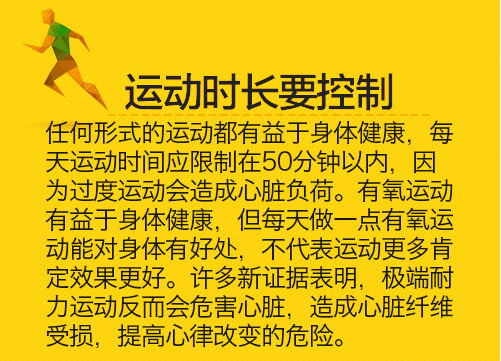 运动时长要控制
任何形式的运动都有益于身体健康，每
天运动时间应限制在50分钟以内，因
为过度运动会造成心脏负荷。有氧运动
有益于身体健康，但每天做一点有氧运
动能对身体有好处，不代表运动更多肯
定效果更好。许多新证据表明，极端耐
力运动反而会危害心脏，造成心脏纤维
受损，提高心律改变的危险。